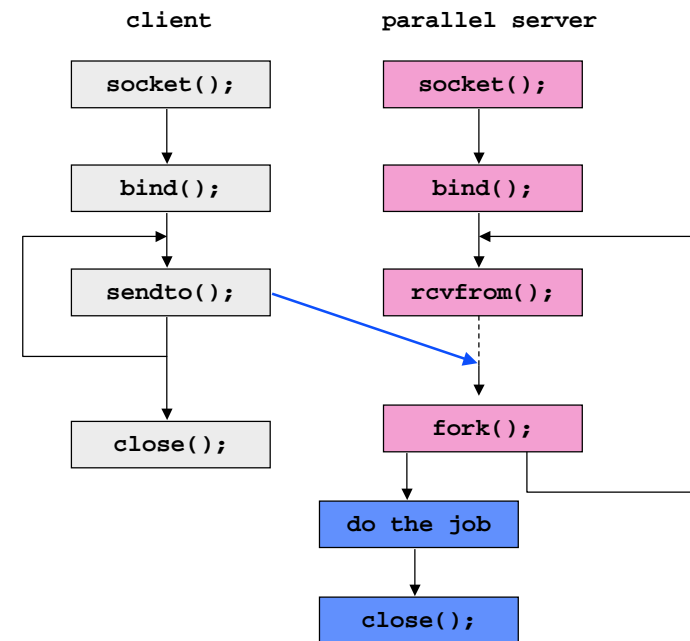 client
parallel server
socket();
socket();
bind();
bind();
sendto();
rcvfrom();
close();
fork();
do the job
close();